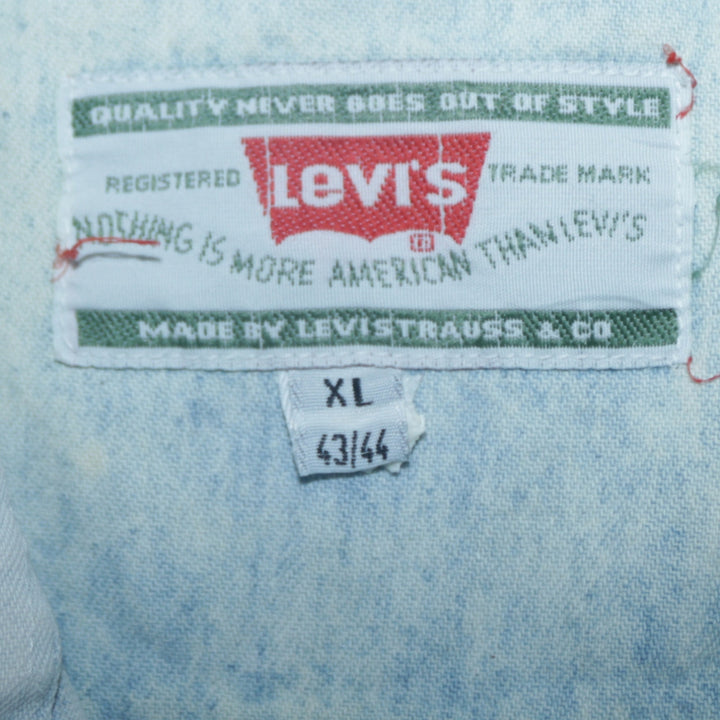 QUALITY NEVER GOES OUT OF STYLE
REGISTERED LEVI'S TRADE MARK
®
NOTHING IS MORE AMERICAN THAN LEVI'S
MADE BY LEVI STRAUSS & CO
XL
43/44